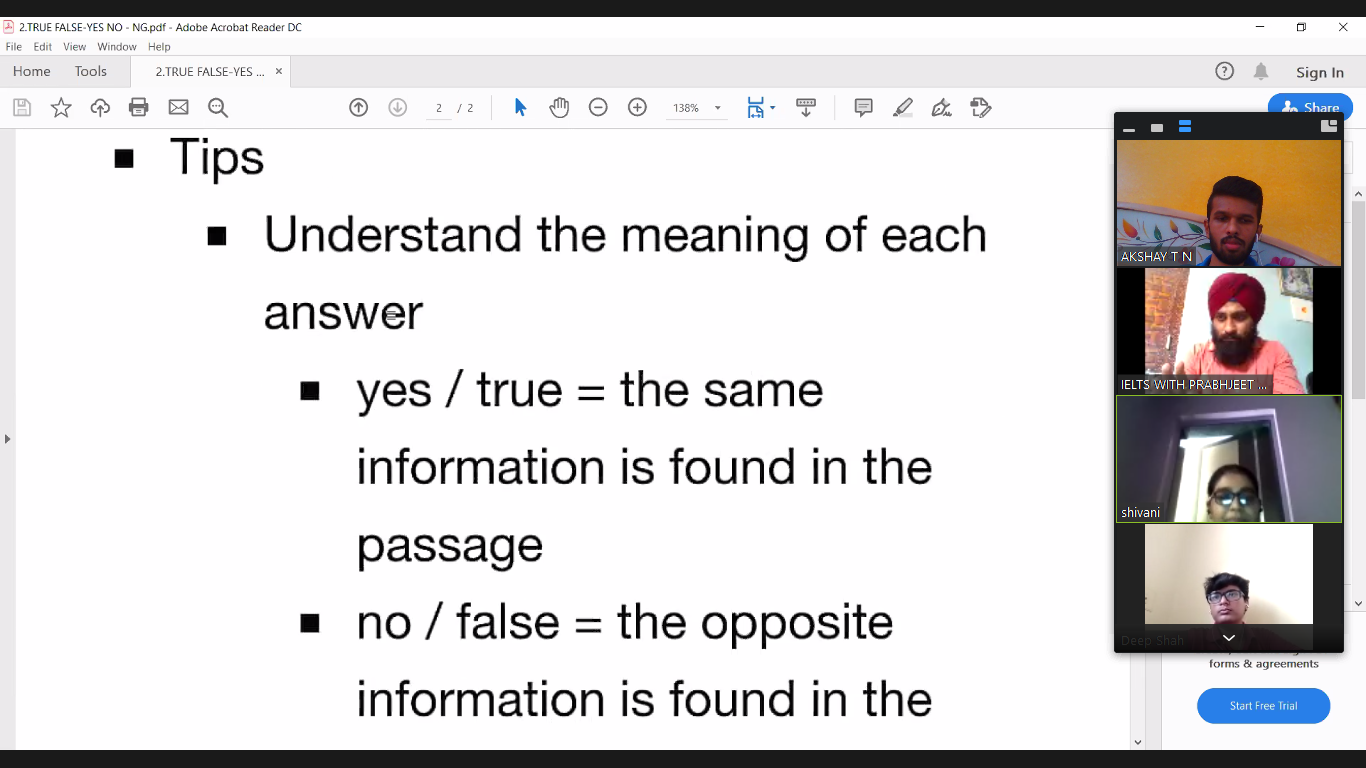 2.TRUE FALSE-YES NO - NG.pdf - Adobe Acrobat Reader DC
File Edit View Window Help
Home Tools 2.TRUE FALSE-YES ... × Sign In
2 / 2 138% Share
■ Tips
■ Understand the meaning of each
answer
■ yes / true = the same
information is found in the
passage
■ no / false = the opposite
information is found in the
AKSHAY T N
IELTS WITH PRABHJEET ...
shivani
Deep Shah
forms & agreements
Start Free Trial